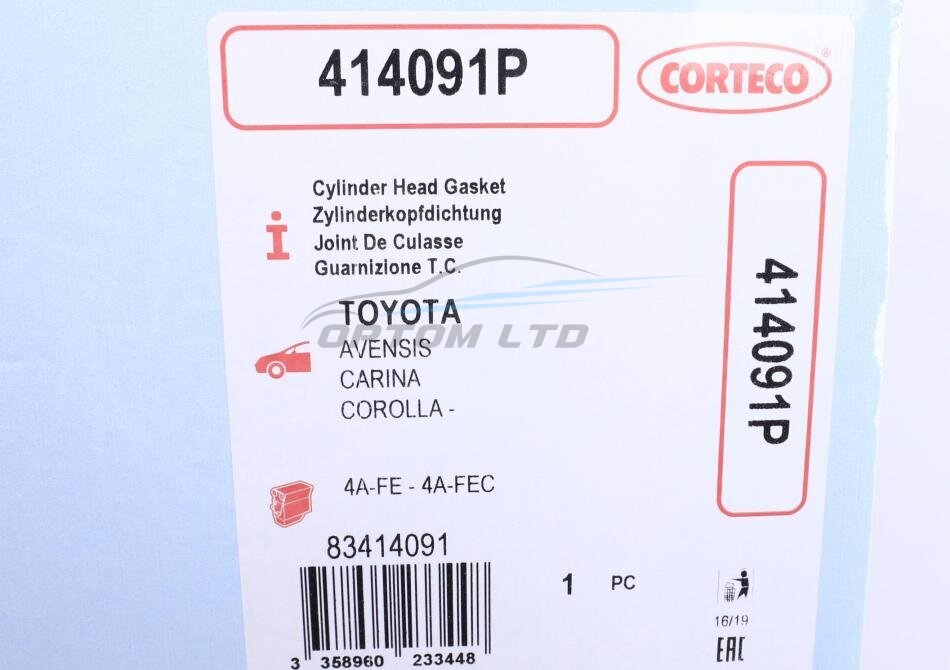 414091P
CORTECO®
Cylinder Head Gasket
Zylinderkopfdichtung
Joint De Culasse
Guarnizione T.C.
TOYOTA
ORTOM LTD
AVENSIS
CARINA
COROLLA -
414091P
4A-FE - 4A-FEC
83414091
1 PC
16/19
EAC
3 358960 233448